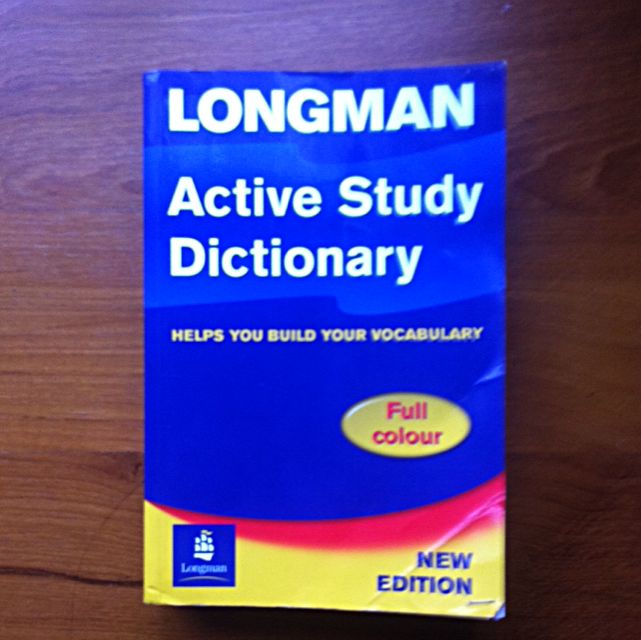 LONGMAN
Active Study
Dictionary
HELPS YOU BUILD YOUR VOCABULARY
Full
colour
Longman
NEW
EDITION